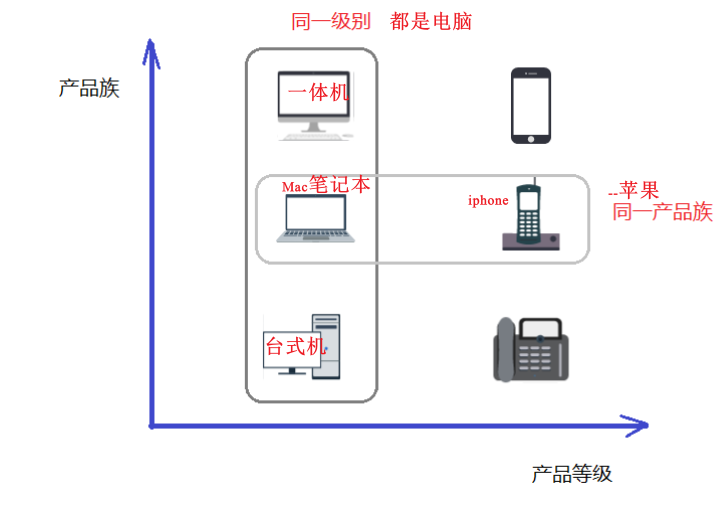 同一级别 都是电脑
产品族
一体机
Mac笔记本
iphone
--苹果
同一产品族
台式机
产品等级